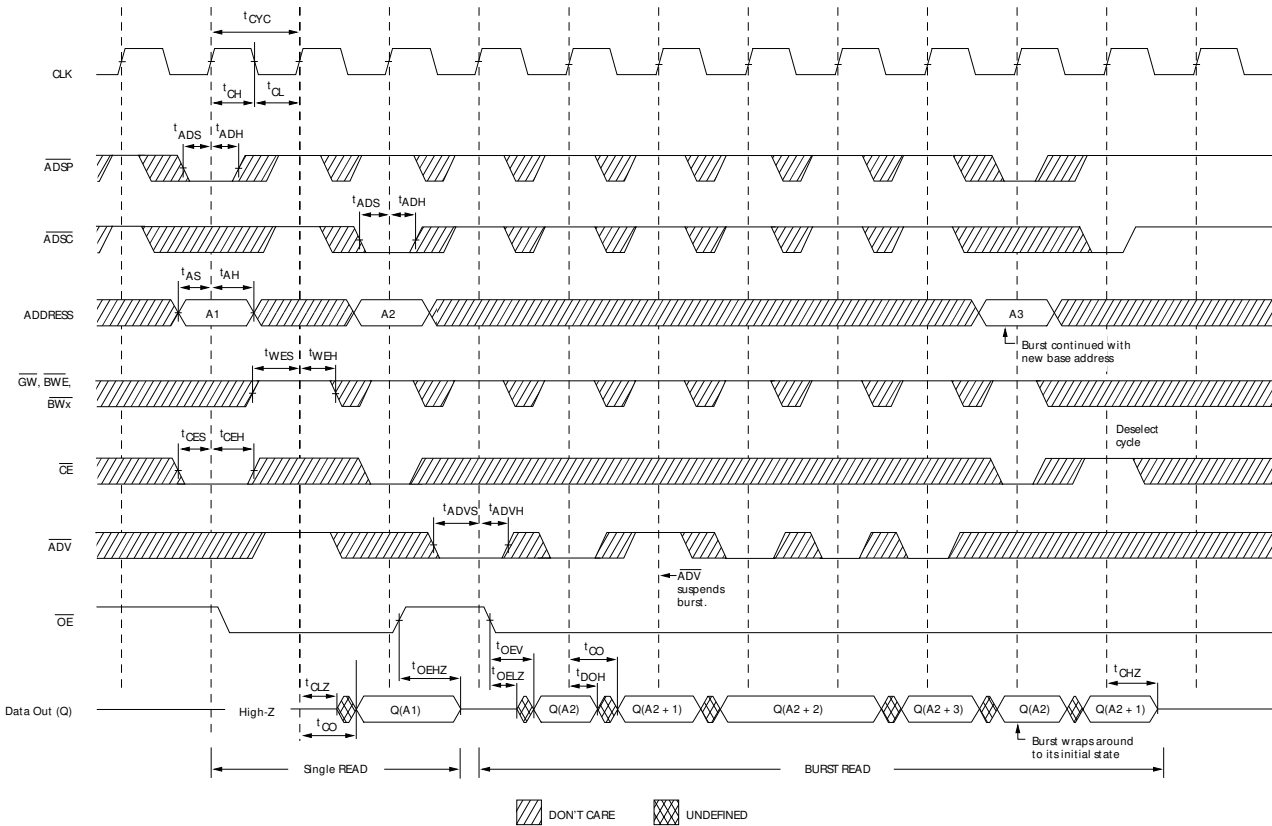 tCYC
CLK
tCH
tCL
tADS
tADH
ADSP
tADS
tADH
ADSC
tAS
tAH
ADDRESS
A1
A2
A3
Burst continued with
new base address
tWES
tWEH
GW, BWE,
BWx
tCES
tCEH
Deselect
cycle
CE
tADVS
tADVH
ADV
ADV
suspends
burst.
OE
tOEHZ
tOEV
tCO
tCLZ
tOELZ
tDOH
tCHZ
Data Out (Q)
High-Z
Q(A1)
Q(A2)
Q(A2 + 1)
Q(A2 + 2)
Q(A2 + 3)
Q(A2)
Q(A2 + 1)
tCO
Burst wraps around
to its initial state
Single READ
BURST READ
DON'T CARE
UNDEFINED